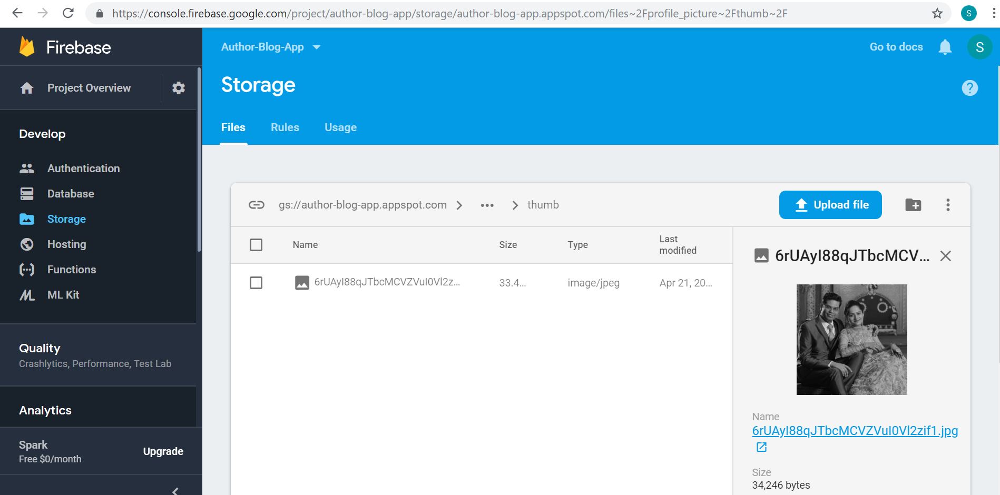 https://console.firebase.google.com/project/author-blog-app/storage/author-blog-app.appspot.com/files~2Fprofile_picture~2Fthumb~2F
S
Firebase
Author-Blog-App
Go to docs
S
Project Overview
Storage
?
Files Rules Usage
Develop
Authentication
Database
Storage
Hosting
Functions
ML Kit
Quality
Crashlytics, Performance, Test Lab
Analytics
Spark
Free $0/month
Upgrade
gs://author-blog-app.appspot.com > ••• > thumb
Upload file
Name Size Type Last modified
6rUAyI88qJTbcMCVZVuI0Vl2z... 33.4... image/jpeg Apr 21, 20...
6rUAyI88qJTbcMCV...
Name
6rUAyI88qJTbcMCVZVuI0Vl2zif1.jpg
Size
34,246 bytes